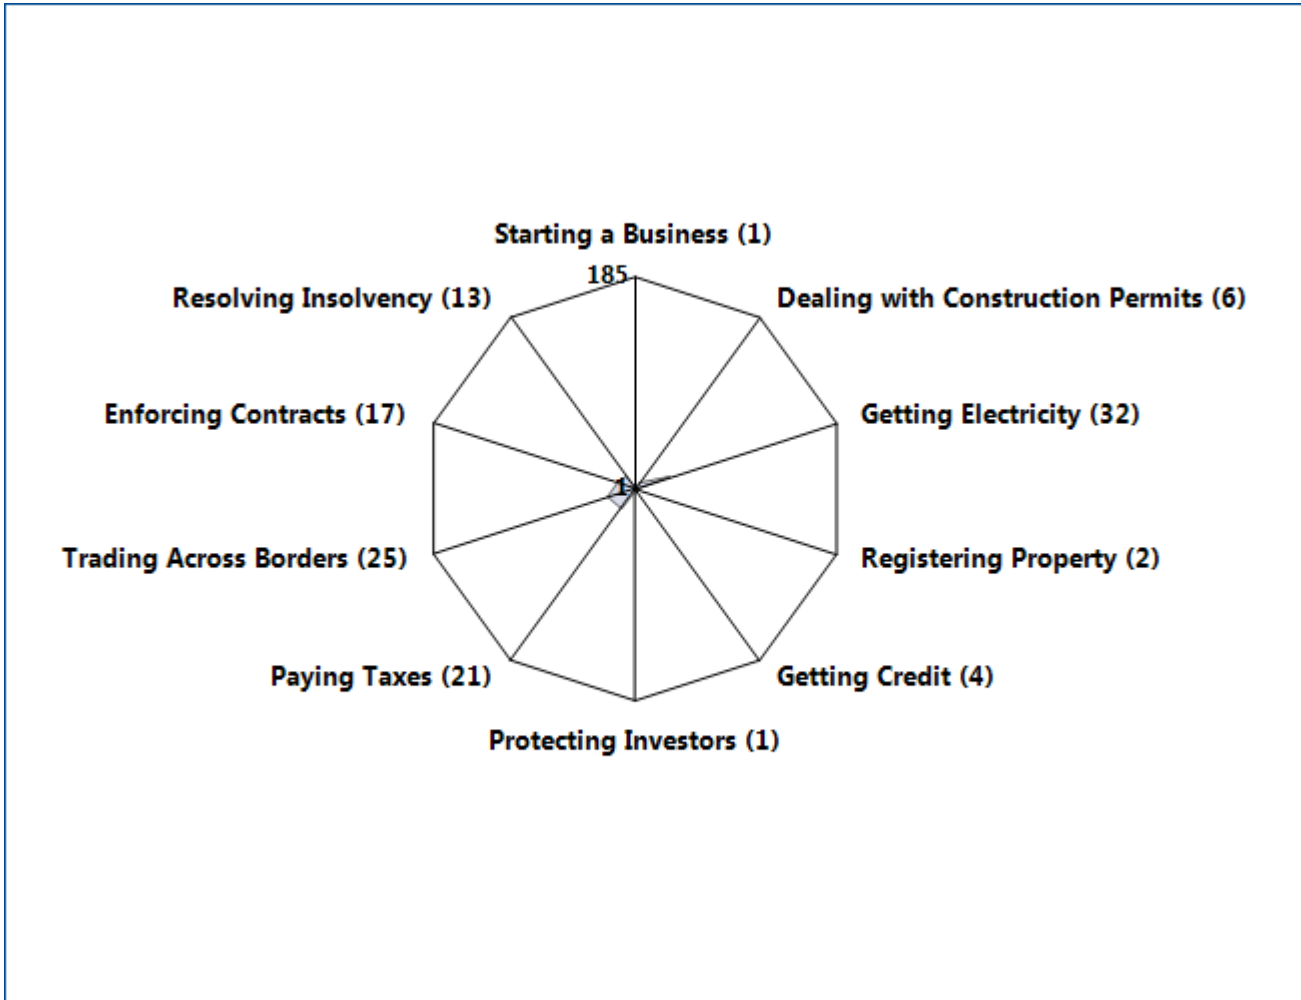 Starting a Business (1)
185
Resolving Insolvency (13)
Dealing with Construction Permits (6)
Enforcing Contracts (17)
Getting Electricity (32)
1
Trading Across Borders (25)
Registering Property (2)
Paying Taxes (21)
Getting Credit (4)
Protecting Investors (1)